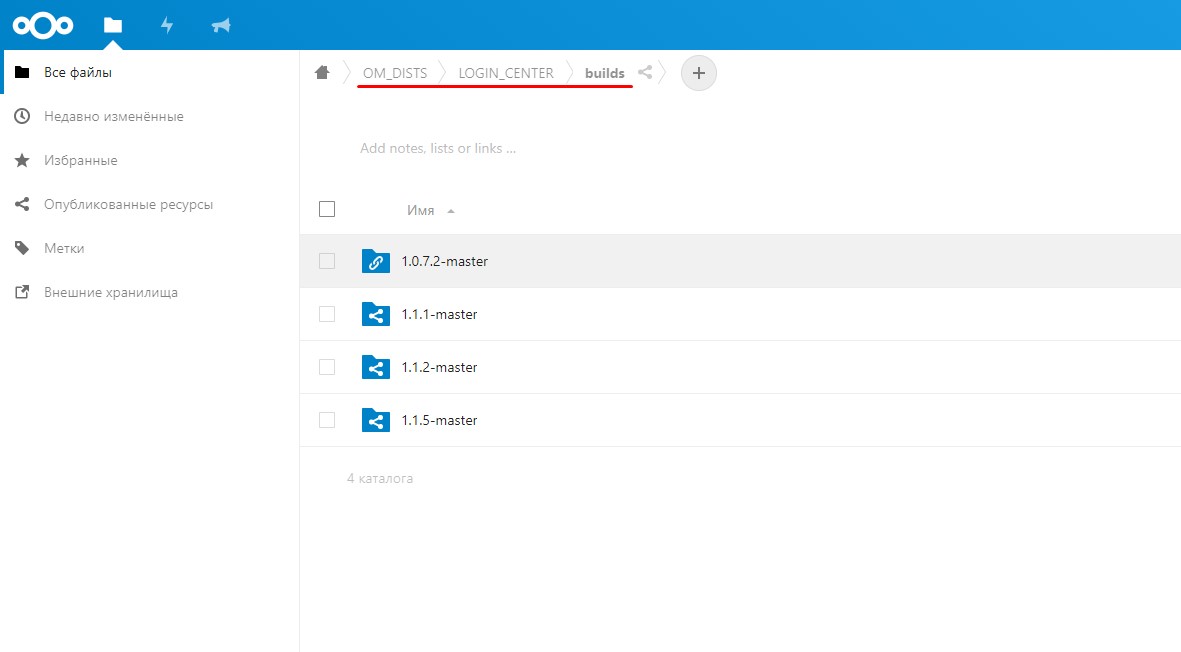 Все файлы
Недавно изменённые
Избранные
Опубликованные ресурсы
Метки
Внешние хранилища
OM_DISTS LOGIN_CENTER builds
Add notes, lists or links ...
Имя
1.0.7.2-master
1.1.1-master
1.1.2-master
1.1.5-master
4 каталога